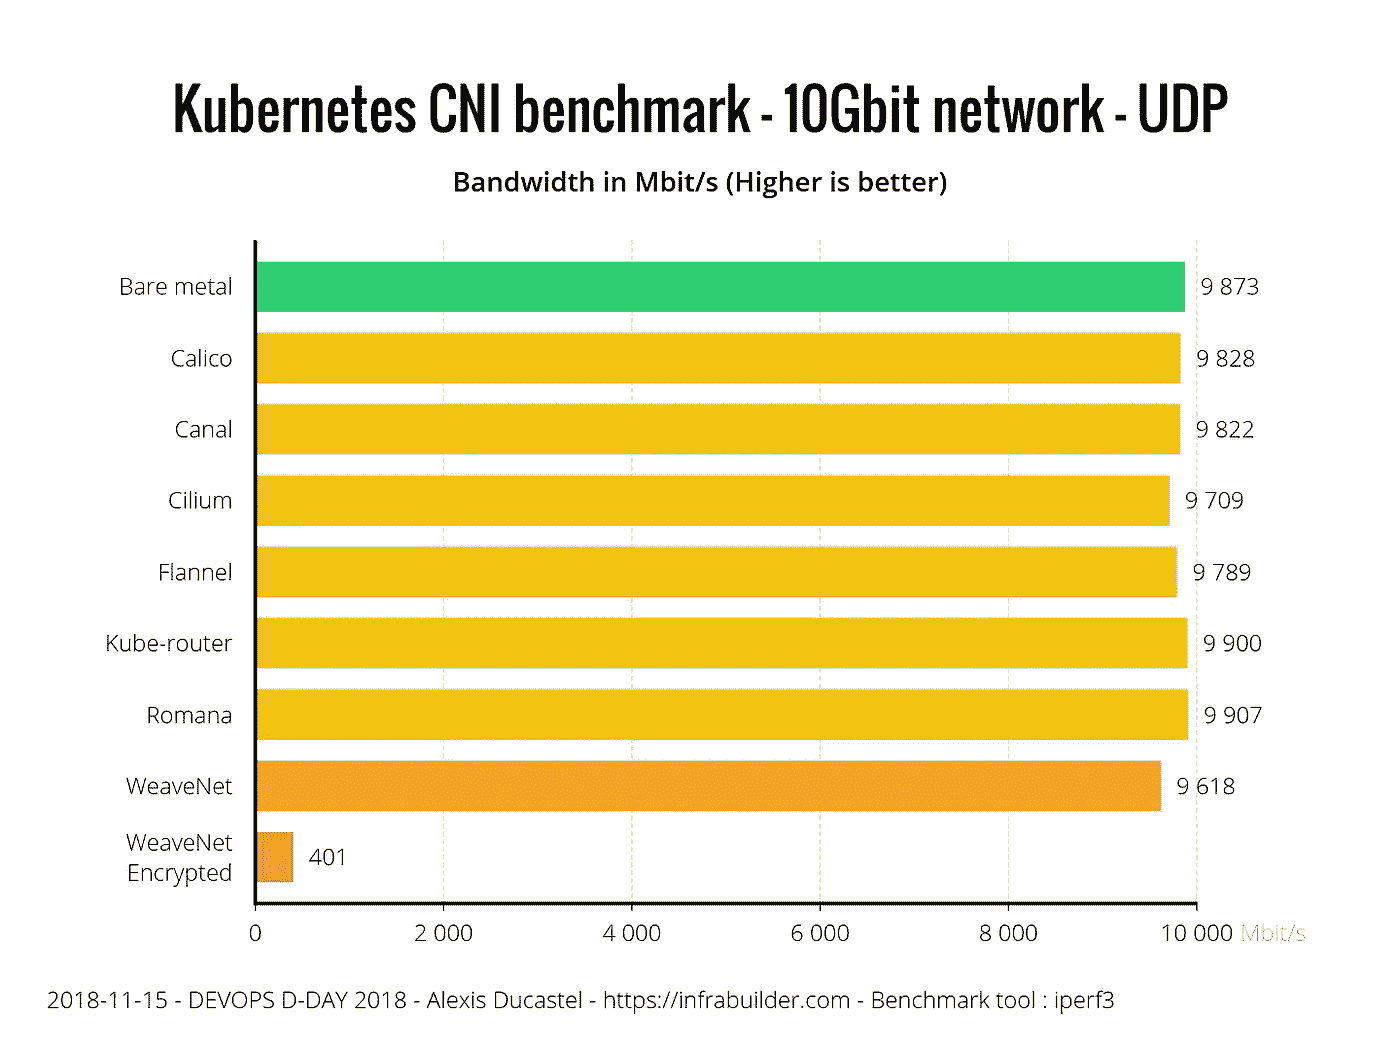 Kubernetes CNI benchmark - 10Gbit network - UDP
Bandwidth in Mbit/s (Higher is better)
Bare metal 9 873
Calico 9 828
Canal 9 822
Cilium 9 709
Flannel 9 789
Kube-router 9 900
Romana 9 907
WeaveNet 9 618
WeaveNet
Encrypted 401
0 2 000 4 000 6 000 8 000 10 000 Mbit/s
2018-11-15 - DEVOPS D-DAY 2018 - Alexis Ducastel - https://infrabuilder.com - Benchmark tool : iperf3